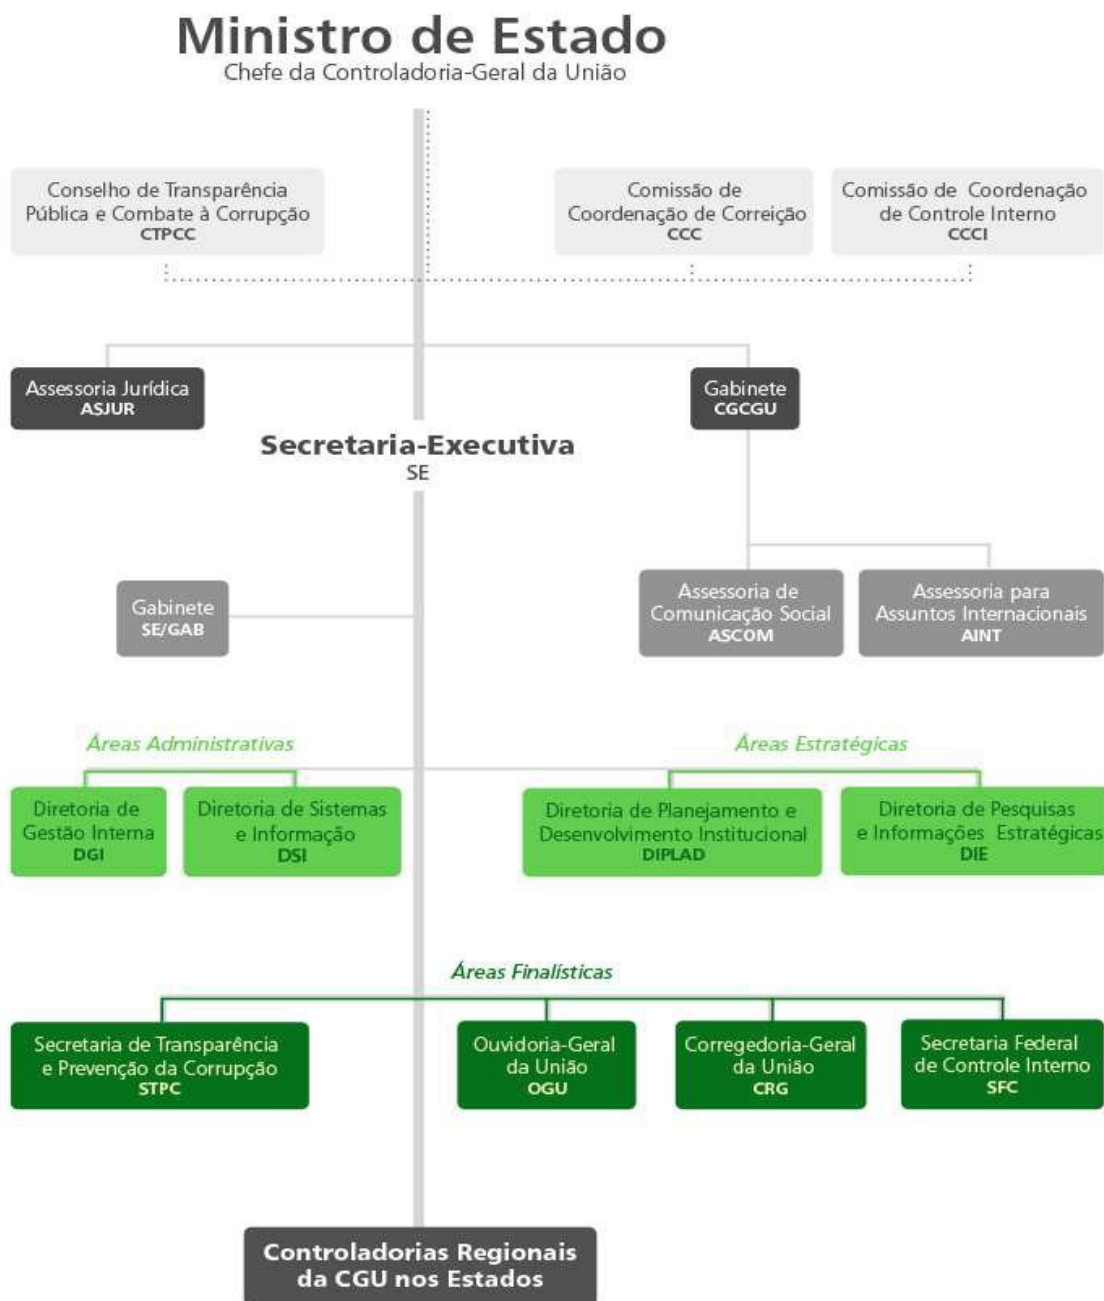 Ministro de Estado
Chefe da Controladoria-Geral da União
Conselho de Transparência
Pública e Combate à Corrupção
CTPCC
Comissão de
Coordenação de Correição
CCC
Comissão de Coordenação
de Controle Interno
CCCI
Assessoria Jurídica
ASJUR
Gabinete
CGCGU
Secretaria-Executiva
SE
Gabinete
SE/GAB
Assessoria de
Comunicação Social
ASCOM
Assessoria para
Assuntos Internacionais
AINT
Áreas Administrativas
Áreas Estratégicas
Diretoria de
Gestão Interna
DGI
Diretoria de Sistemas
e Informação
DSI
Diretoria de Planejamento e
Desenvolvimento Institucional
DIPLAD
Diretoria de Pesquisas
e Informações Estratégicas
DIE
Áreas Finalísticas
Secretaria de Transparência
e Prevenção da Corrupção
STPC
Ouvidoria-Geral
da União
OGU
Corregedoria-Geral
da União
CRG
Secretaria Federal
de Controle Interno
SFC
Controladorias Regionais
da CGU nos Estados